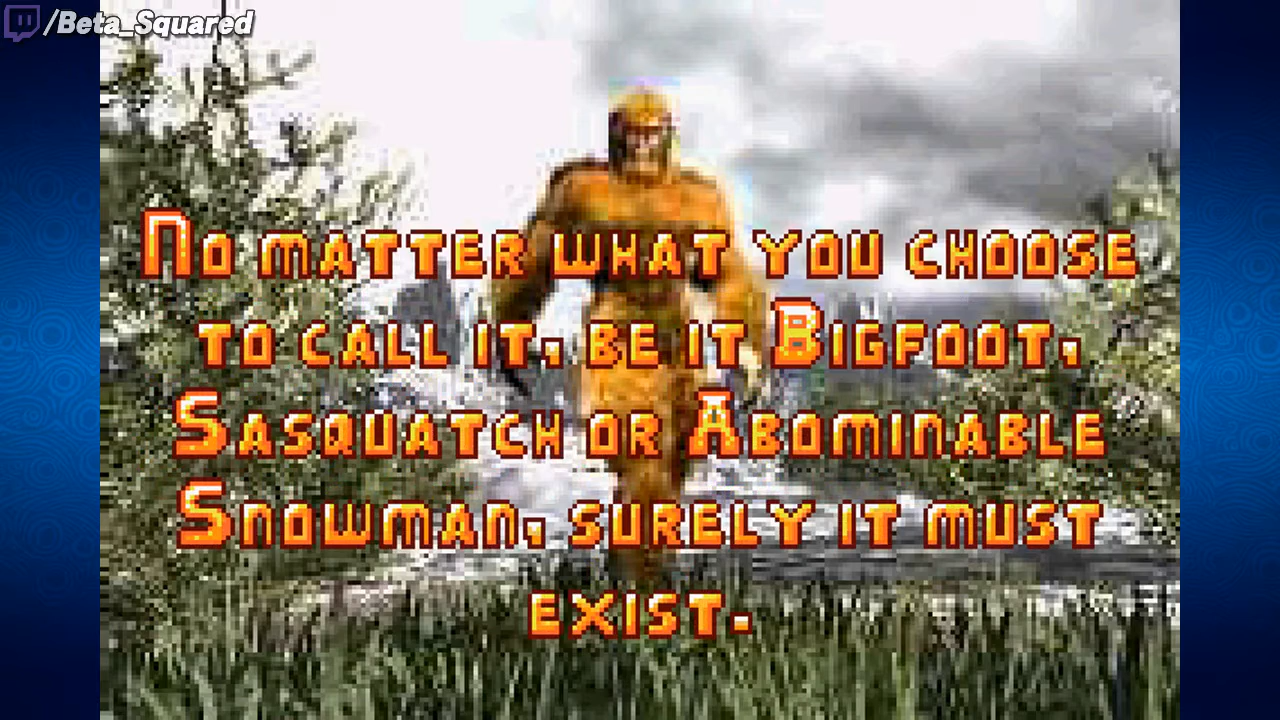 /Beta_Squared
No matter what you choose
to call it, be it Bigfoot,
Sasquatch or Abominable
Snowman, surely it must
exist.